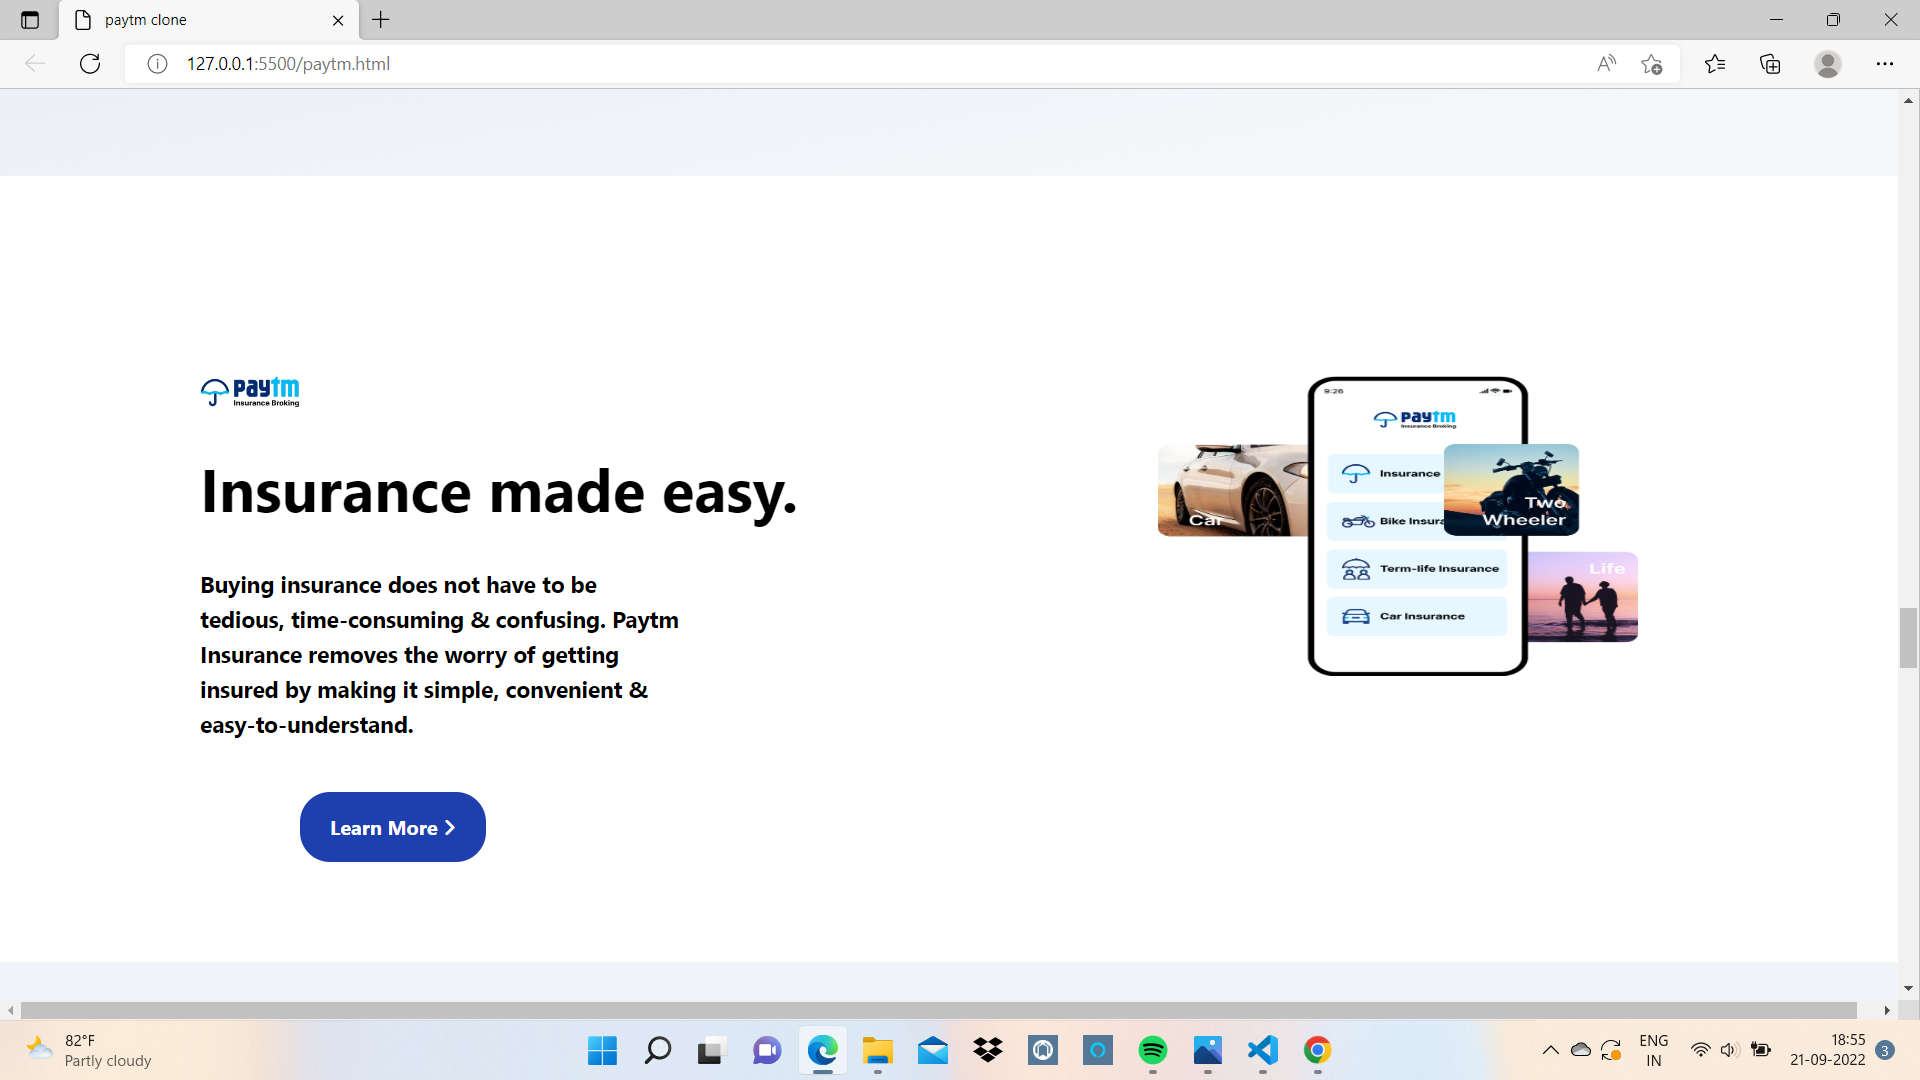 paytm clone
127.0.0.1:5500/paytm.html
paytm
Insurance Broking
Insurance made easy.
Buying insurance does not have to be
tedious, time-consuming & confusing. Paytm
Insurance removes the worry of getting
insured by making it simple, convenient &
easy-to-understand.
Learn More
9:26
paytm
Insurance Broking
Insurance
Bike Insura
Term-life Insurance
Car Insurance
Car
Two
Wheeler
Life
82°F
Partly cloudy
ENG
IN
18:55
21-09-2022
3